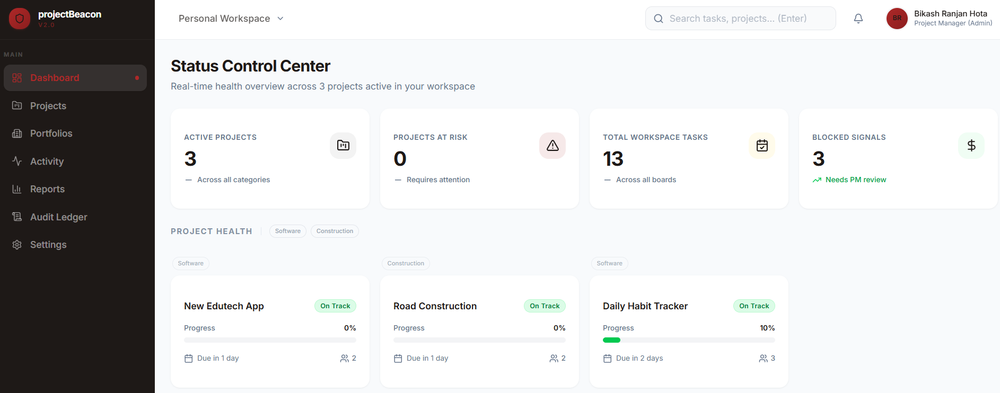 projectBeacon
V2.0
MAIN
Dashboard
Projects
Portfolios
Activity
Reports
Audit Ledger
Settings
Personal Workspace
Search tasks, projects... (Enter)
BR
Bikash Ranjan Hota
Project Manager (Admin)
Status Control Center
Real-time health overview across 3 projects active in your workspace
ACTIVE PROJECTS
3
Across all categories
PROJECTS AT RISK
0
Requires attention
TOTAL WORKSPACE TASKS
13
Across all boards
BLOCKED SIGNALS
3
Needs PM review
PROJECT HEALTH
Software
Construction
Software
New Edutech App
On Track
Progress
0%
Due in 1 day
2
Construction
Road Construction
On Track
Progress
0%
Due in 1 day
2
Software
Daily Habit Tracker
On Track
Progress
10%
Due in 2 days
3